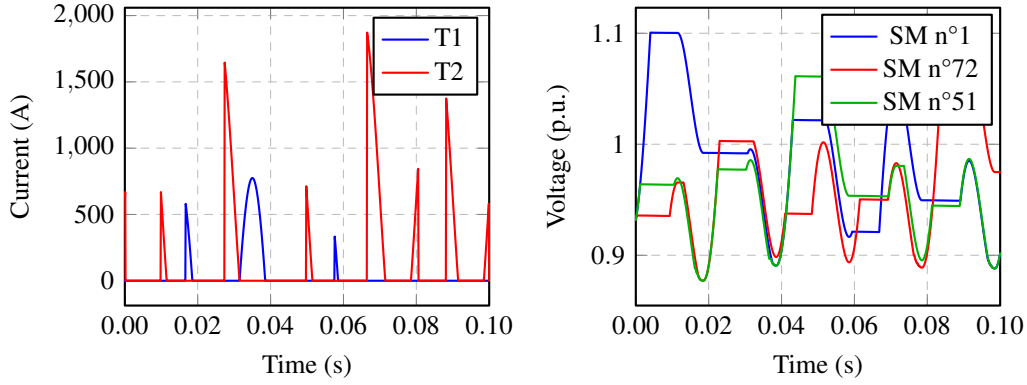 2,000
1,500
1,000
500
0
Current (A)
T1
T2
0.00 0.02 0.04 0.06 0.08 0.10
Time (s)
1.1
1
0.9
Voltage (p.u.)
SM n°1
SM n°72
SM n°51
0.00 0.02 0.04 0.06 0.08 0.10
Time (s)